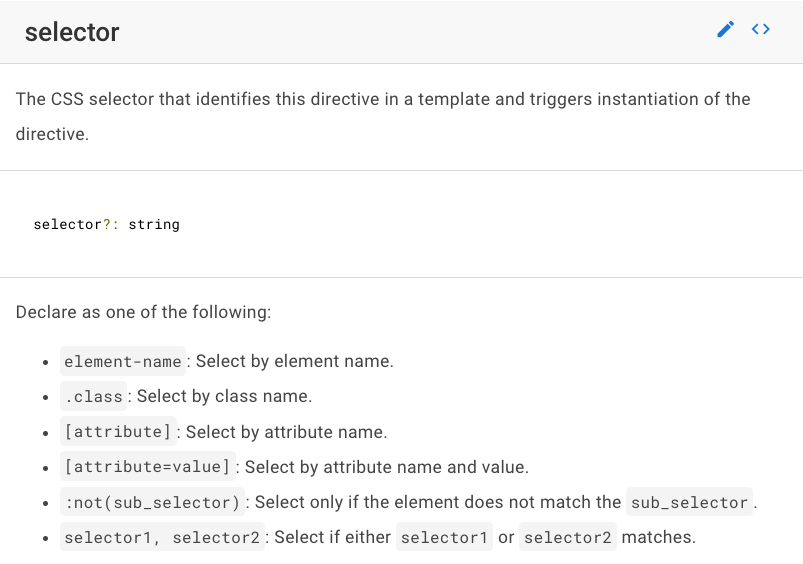 selector
The CSS selector that identifies this directive in a template and triggers instantiation of the
directive.
selector?: string
Declare as one of the following:
element-name: Select by element name.
.class: Select by class name.
[attribute]: Select by attribute name.
[attribute=value]: Select by attribute name and value.
:not(sub_selector): Select only if the element does not match the sub_selector.
selector1, selector2: Select if either selector1 or selector2 matches.